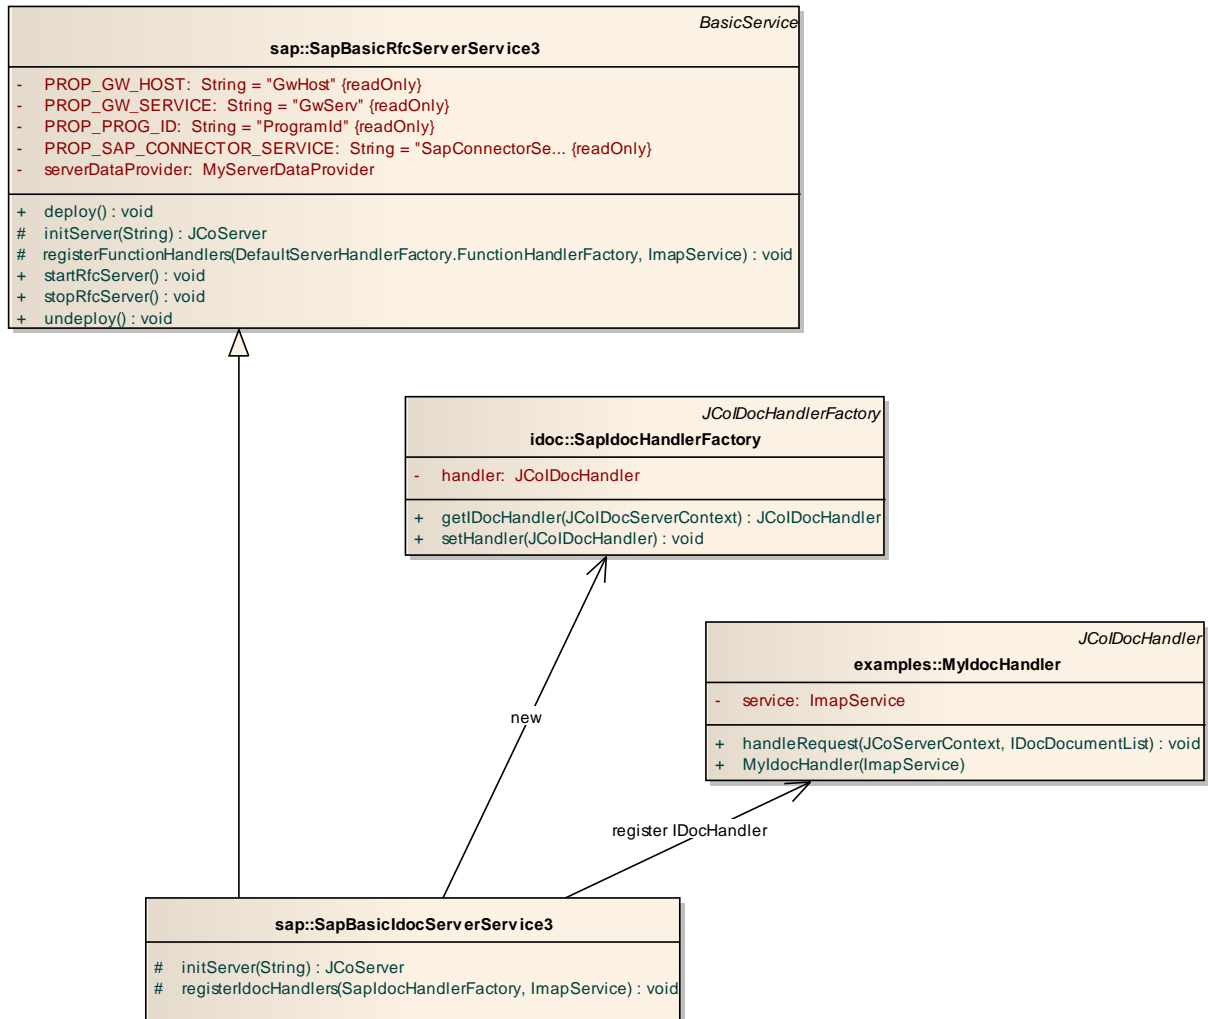 BasicService
sap::SapBasicRfcServerService3
- PROP_GW_HOST: String = "GwHost" {readOnly}
- PROP_GW_SERVICE: String = "GwServ" {readOnly}
- PROP_PROG_ID: String = "ProgramId" {readOnly}
- PROP_SAP_CONNECTOR_SERVICE: String = "SapConnectorSe... {readOnly}
- serverDataProvider: MyServerDataProvider
+ deploy() : void
# initServer(String) : JCoServer
# registerFunctionHandlers(DefaultServerHandlerFactory.FunctionHandlerFactory, ImapService) : void
+ startRfcServer() : void
+ stopRfcServer() : void
+ undeploy() : void
JCoIDocHandlerFactory
idoc::SapIdocHandlerFactory
- handler: JCoIDocHandler
+ getIDocHandler(JCoIDocServerContext) : JCoIDocHandler
+ setHandler(JCoIDocHandler) : void
JCoIDocHandler
examples::MyIdocHandler
- service: ImapService
+ handleRequest(JCoServerContext, IDocDocumentList) : void
+ MyIdocHandler(ImapService)
new
register IDocHandler
sap::SapBasicIdocServerService3
# initServer(String) : JCoServer
# registerIdocHandlers(SapIdocHandlerFactory, ImapService) : void